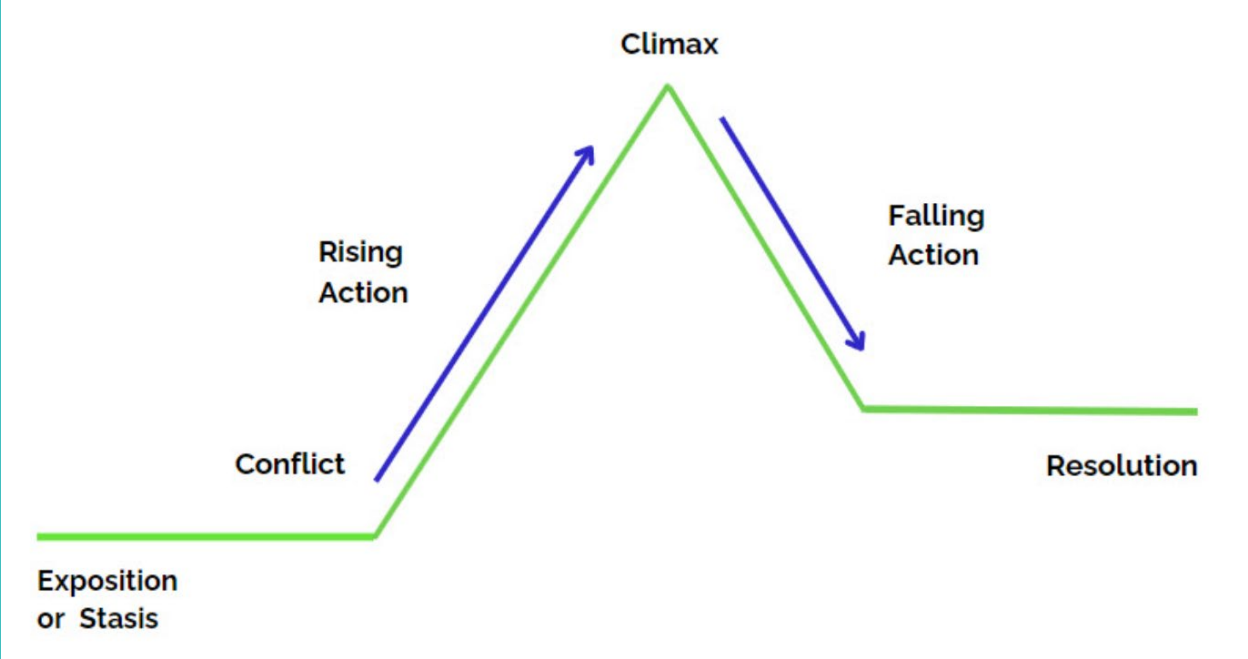 Climax
Rising
Action
Falling
Action
Conflict
Resolution
Exposition
or Stasis